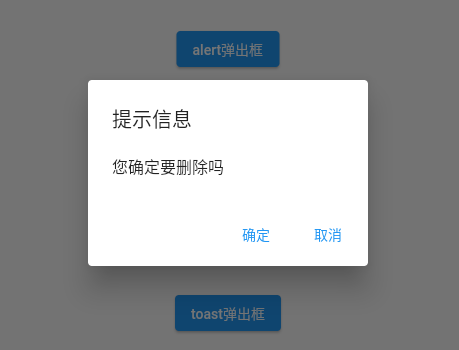 alert弹出框
提示信息
您确定要删除吗
确定 取消
toast弹出框